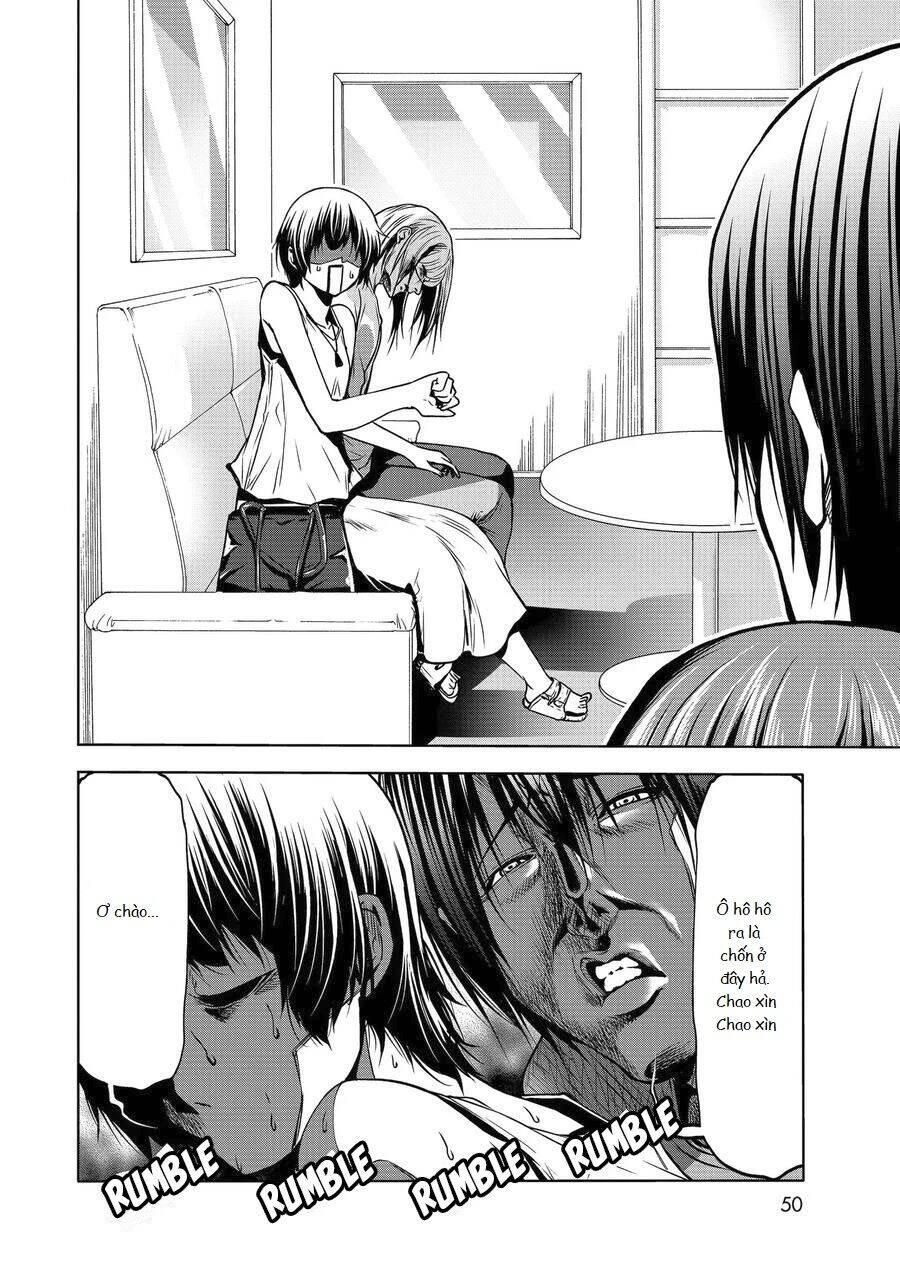 Ơ chào...
Ô hô hô
ra là
chốn ở
đây hả.
Chao xìn
Chao xìn
RUMBLE
RUMBLE
RUMBLE
RUMBLE
50